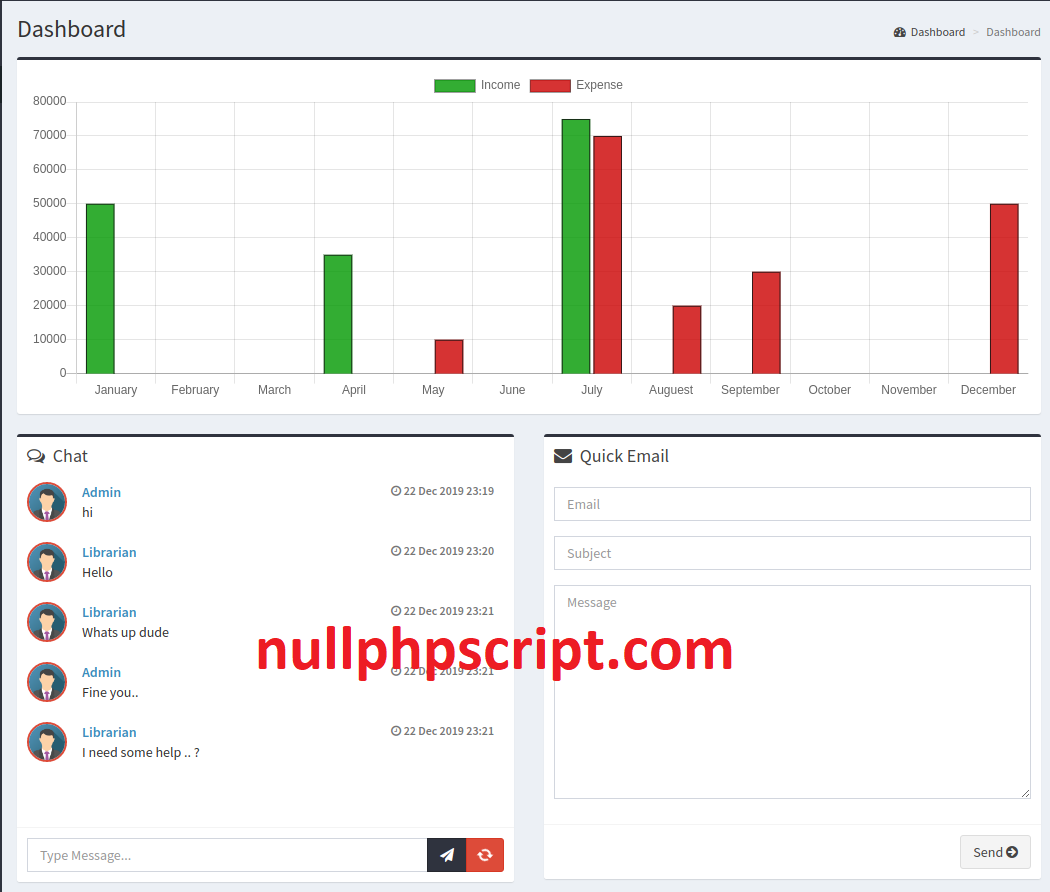 Dashboard
Dashboard > Dashboard
Income Expense
80000
70000
60000
50000
40000
30000
20000
10000
0
January February March April May June July Auguest September October November December
Chat
Admin 22 Dec 2019 23:19
hi
Librarian 22 Dec 2019 23:20
Hello
Librarian 22 Dec 2019 23:21
Whats up dude
Admin 22 Dec 2019 23:21
Fine you..
Librarian 22 Dec 2019 23:21
I need some help .. ?
Type Message...
Quick Email
Email
Subject
Message
Send
nullphpscript.com